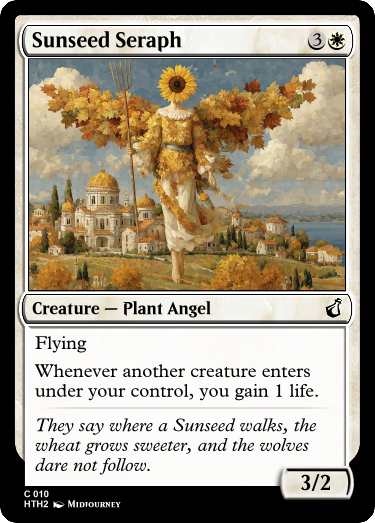 Sunseed Seraph 3
Creature — Plant Angel
Flying
Whenever another creature enters
under your control, you gain 1 life.
They say where a Sunseed walks, the
wheat grows sweeter, and the wolves
dare not follow.
3/2
C 010
HTH2 Midjourney